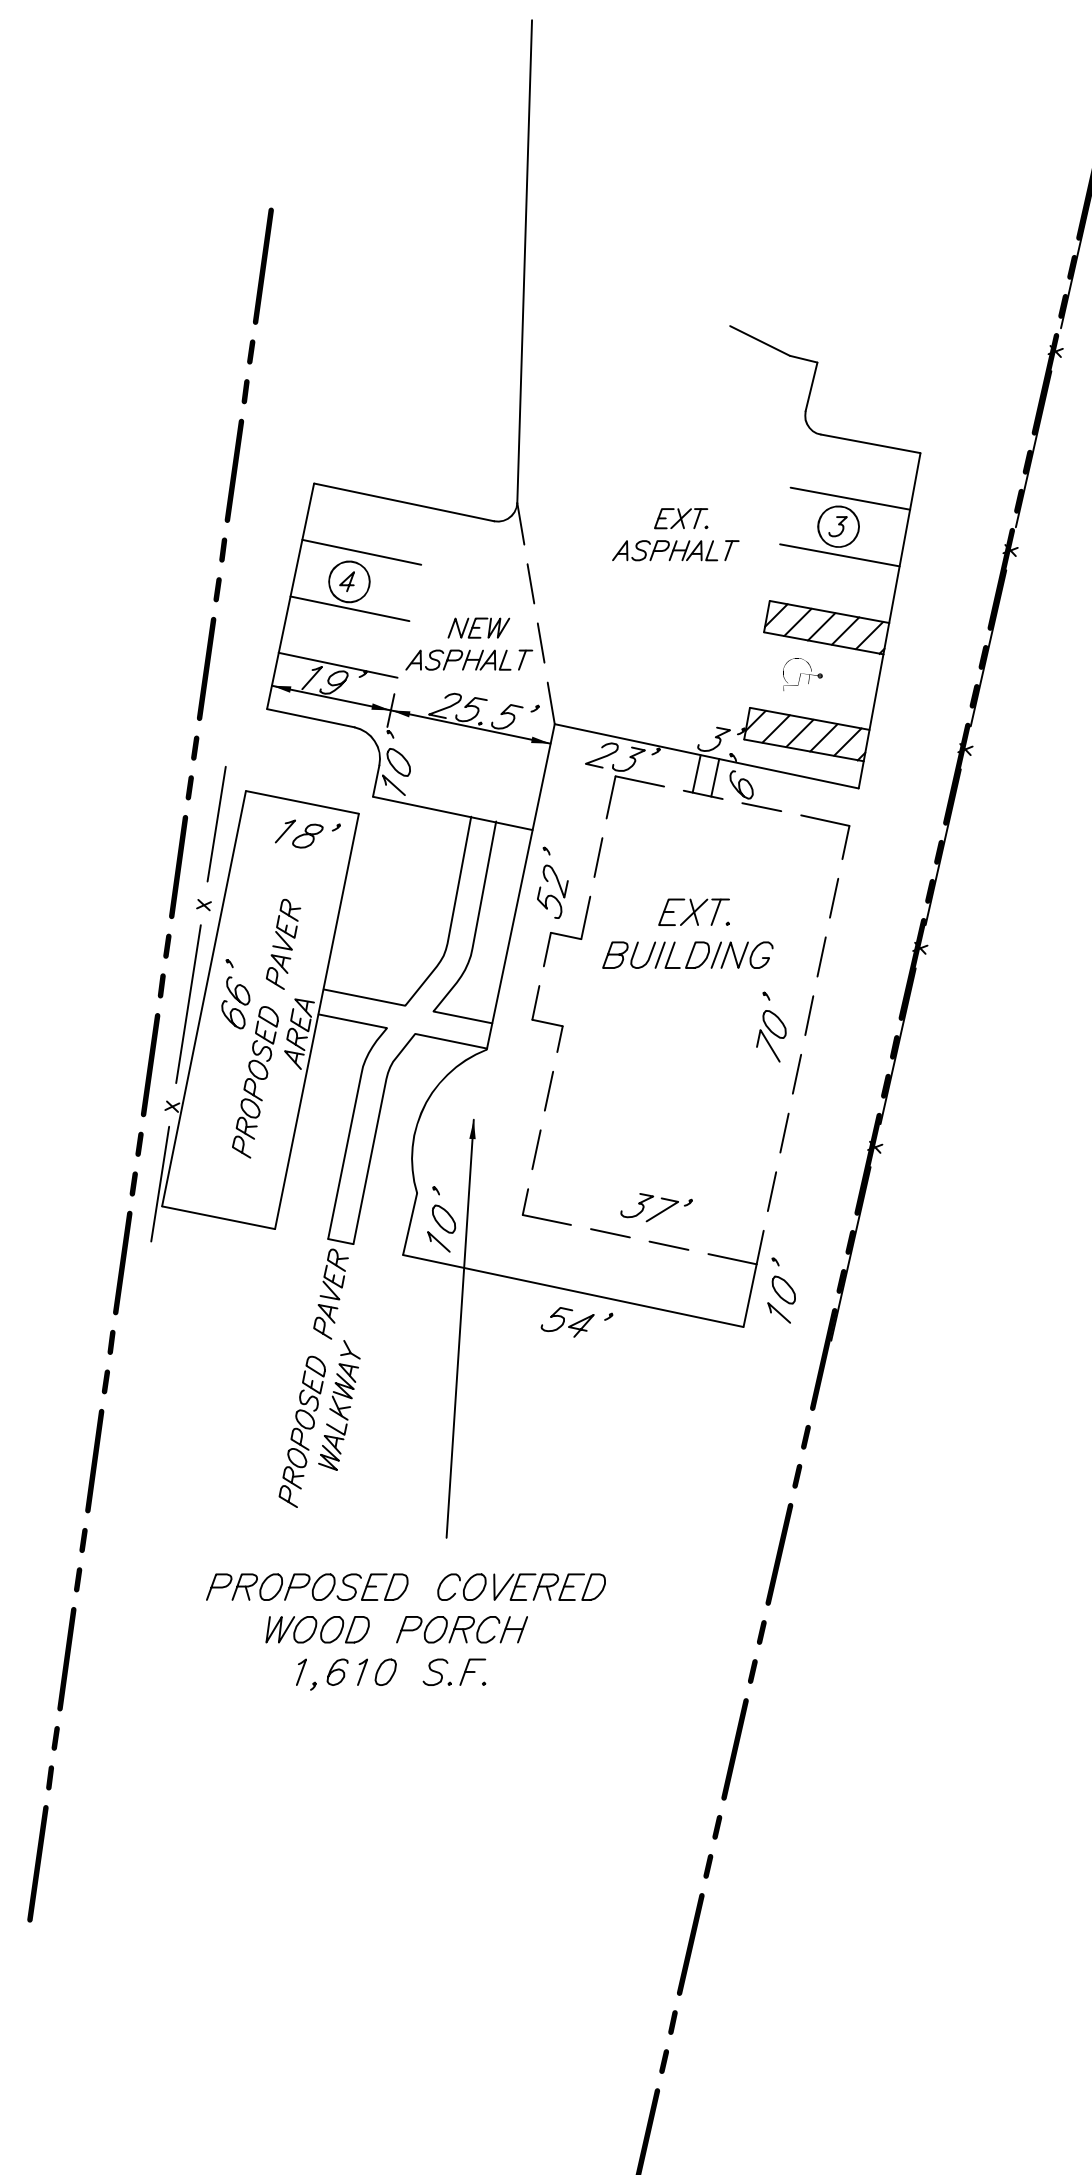 EXT.
ASPHALT
3
4
NEW
ASPHALT
19'
25.5'
10'
23'
3'
6'
18'
52'
EXT.
BUILDING
66'
PROPOSED PAVER
AREA
70'
37'
10'
10'
54'
PROPOSED PAVER
WALKWAY
PROPOSED COVERED
WOOD PORCH
1,610 S.F.